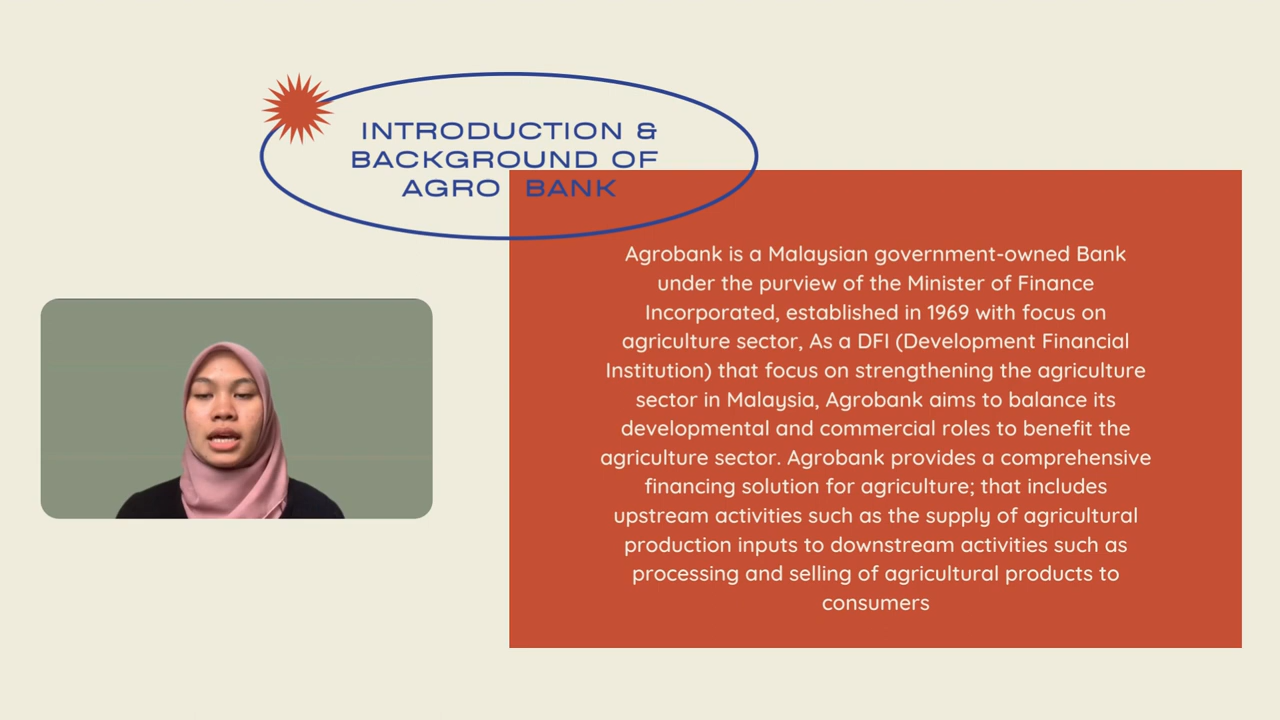 INTRODUCTION &
BACKGROUND OF
AGRO BANK
Agrobank is a Malaysian government-owned Bank
under the purview of the Minister of Finance
Incorporated, established in 1969 with focus on
agriculture sector, As a DFI (Development Financial
Institution) that focus on strengthening the agriculture
sector in Malaysia, Agrobank aims to balance its
developmental and commercial roles to benefit the
agriculture sector. Agrobank provides a comprehensive
financing solution for agriculture; that includes
upstream activities such as the supply of agricultural
production inputs to downstream activities such as
processing and selling of agricultural products to
consumers